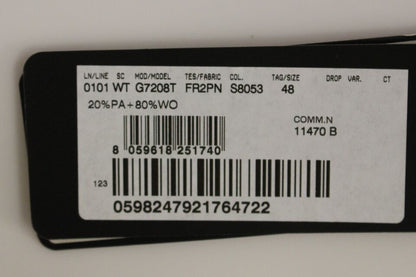 LN/LINE SC MOD/MODEL TES/FABRIC COL. TAG/SIZE DROP VAR. CT
0101 WT G7208T FR2PN S8053 48
20%PA+80%WO
COMM.N
11470 B
8 059618 251740
123
0598247921764722